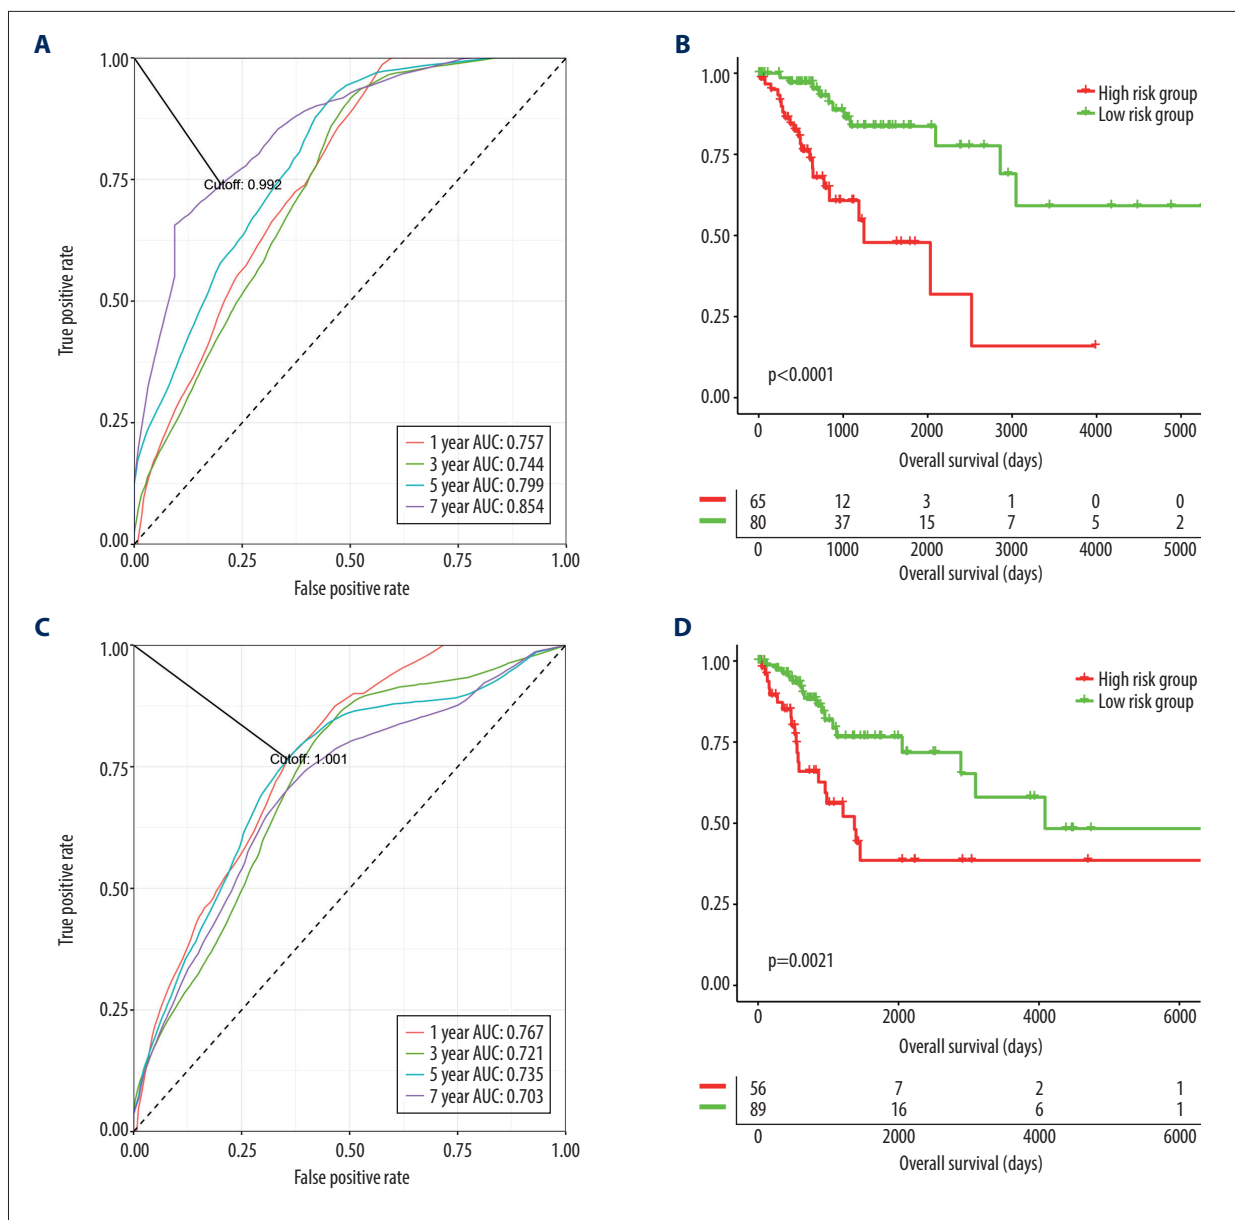 A
1.00
0.75
0.50
0.25
0.00
True positive rate
Cutoff: 0.992
1 year AUC: 0.757
3 year AUC: 0.744
5 year AUC: 0.799
7 year AUC: 0.854
0.00 0.25 0.50 0.75 1.00
False positive rate
B
1.00
0.75
0.50
0.25
0.00
High risk group
Low risk group
p<0.0001
0 1000 2000 3000 4000 5000
Overall survival (days)
65 12 3 1 0 0
80 37 15 7 5 2
0 1000 2000 3000 4000 5000
Overall survival (days)
C
1.00
0.75
0.50
0.25
0.00
True positive rate
Cutoff: 1.001
1 year AUC: 0.767
3 year AUC: 0.721
5 year AUC: 0.735
7 year AUC: 0.703
0.00 0.25 0.50 0.75 1.00
False positive rate
D
1.00
0.75
0.50
0.25
0.00
High risk group
Low risk group
p=0.0021
0 2000 4000 6000
Overall survival (days)
56 7 2 1
89 16 6 1
0 2000 4000 6000
Overall survival (days)